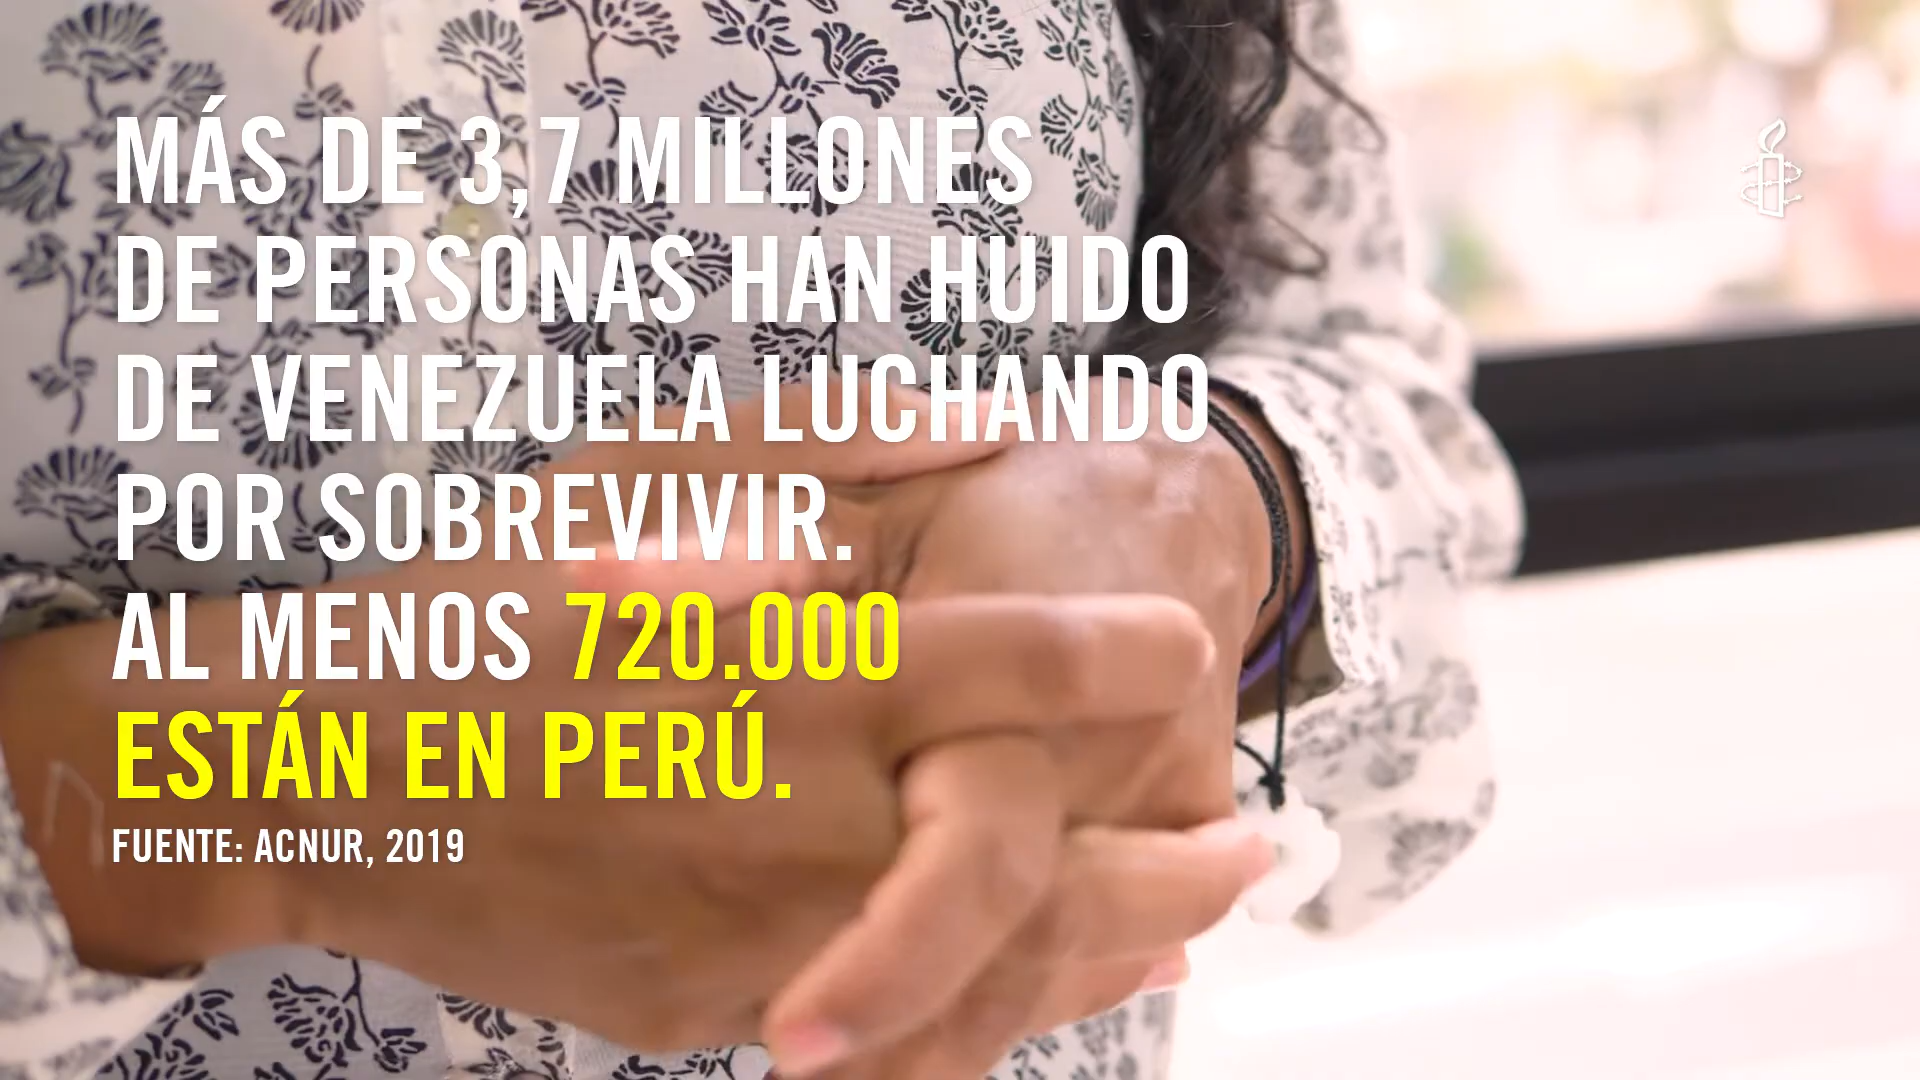 MÁS DE 3,7 MILLONES
DE PERSONAS HAN HUIDO
DE VENEZUELA LUCHANDO
POR SOBREVIVIR.
AL MENOS 720.000
ESTÁN EN PERÚ.
FUENTE: ACNUR, 2019